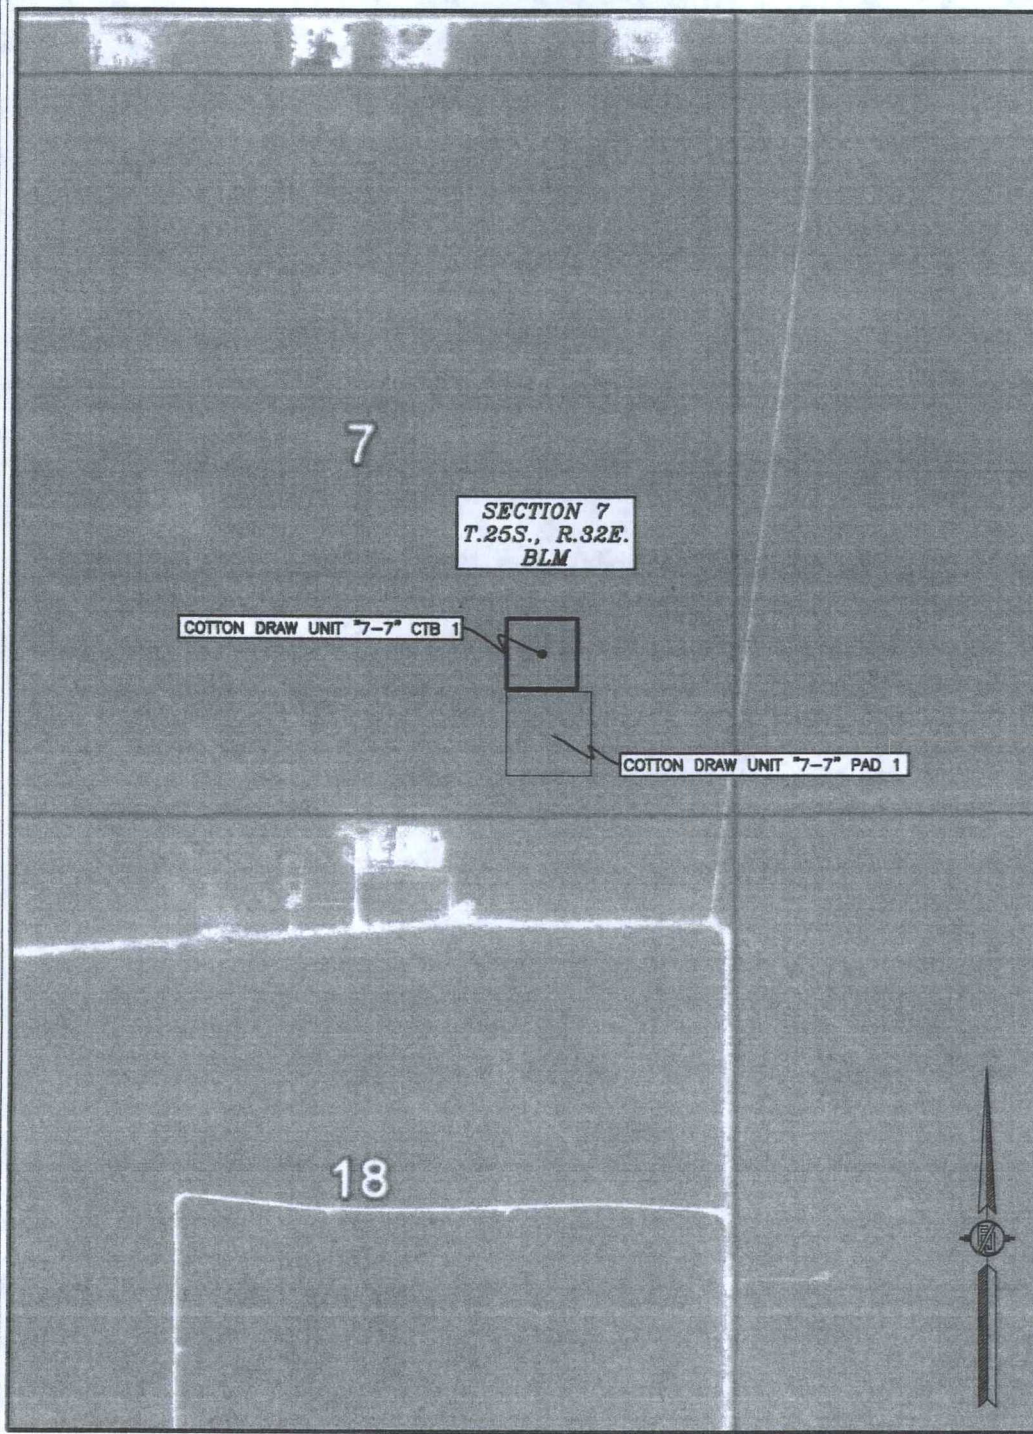 7
SECTION 7
T.25S., R.32E.
BLM
COTTON DRAW UNIT "7-7" CTB 1
COTTON DRAW UNIT "7-7" PAD 1
18